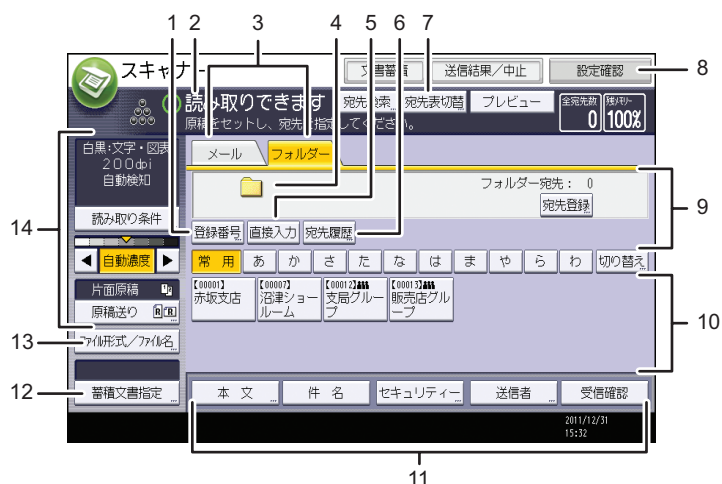 1 2 3 4 5 6 7
スキャナー 文書蓄積 送信結果/中止 設定確認 8
読み取りできます 宛先検索 宛先表切替 プレビュー 全宛先数 0 残メモリー 100%
原稿をセットし、宛先を指定してください。
白黒:文字・図表
200dpi
自動検知
読み取り条件
自動濃度
片面原稿
原稿送り
ファイル形式/ファイル名
蓄積文書指定
メール フォルダー
フォルダー宛先: 0
宛先登録
登録番号 直接入力 宛先履歴
常用 あ か さ た な は ま や ら わ 切り替え
【00001】
赤坂支店
【00007】
沼津ショー
ルーム
【00012】
支局グルー
プ
【00013】
販売店グル
ープ
本文 件名 セキュリティー 送信者 受信確認
2011/12/31
15:32
9
10
11
12
13
14